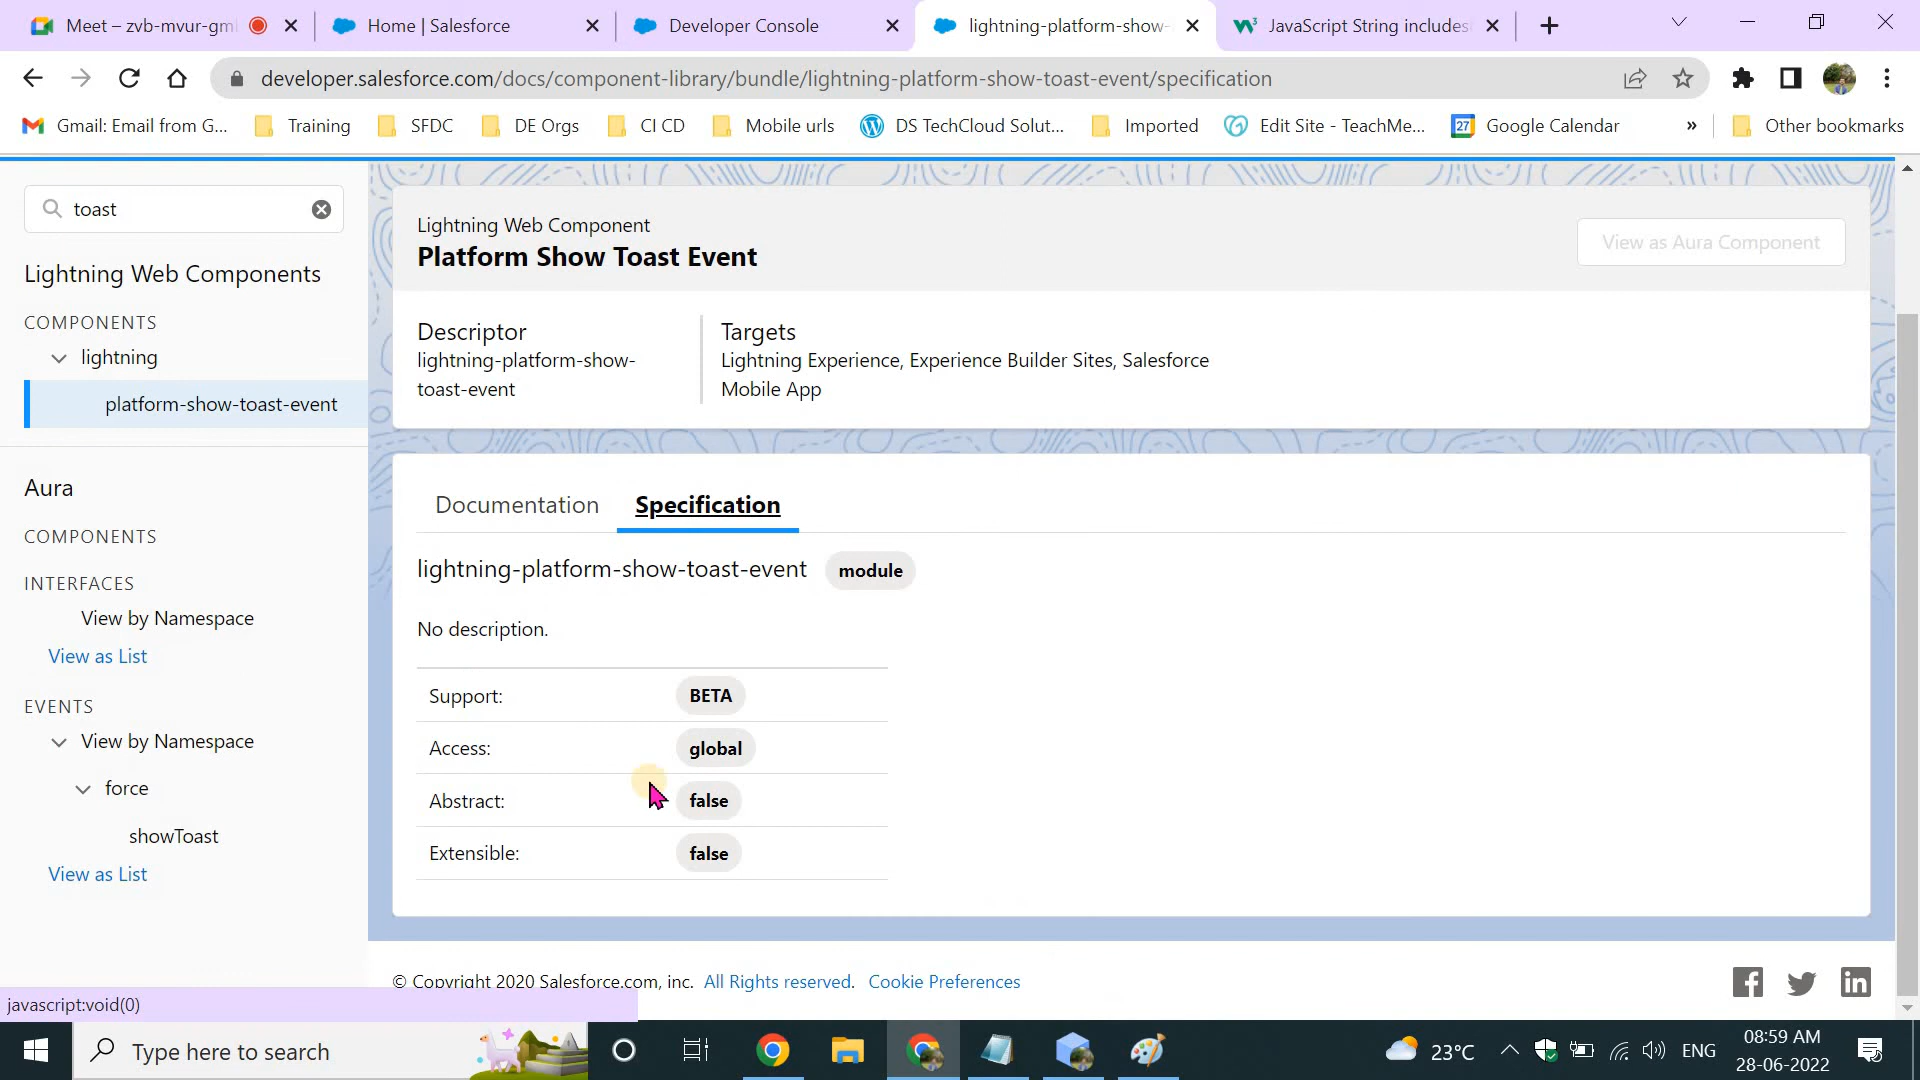 Meet – zvb-mvur-gml
Home | Salesforce
Developer Console
lightning-platform-show-
JavaScript String includes
developer.salesforce.com/docs/component-library/bundle/lightning-platform-show-toast-event/specification
Gmail: Email from G...
Training
SFDC
DE Orgs
CI CD
Mobile urls
DS TechCloud Solut...
Imported
Edit Site - TeachMe...
27
Google Calendar
»
Other bookmarks
toast
Lightning Web Components
COMPONENTS
lightning
platform-show-toast-event
Aura
COMPONENTS
INTERFACES
View by Namespace
View as List
EVENTS
View by Namespace
force
showToast
View as List
Lightning Web Component
Platform Show Toast Event
View as Aura Component
Descriptor
lightning-platform-show-
toast-event
Targets
Lightning Experience, Experience Builder Sites, Salesforce
Mobile App
Documentation
Specification
lightning-platform-show-toast-event module
No description.
Support: BETA
Access: global
Abstract: false
Extensible: false
© Copyright 2020 Salesforce.com, inc. All Rights reserved. Cookie Preferences
javascript:void(0)
Type here to search
23°C
ENG
08:59 AM
28-06-2022